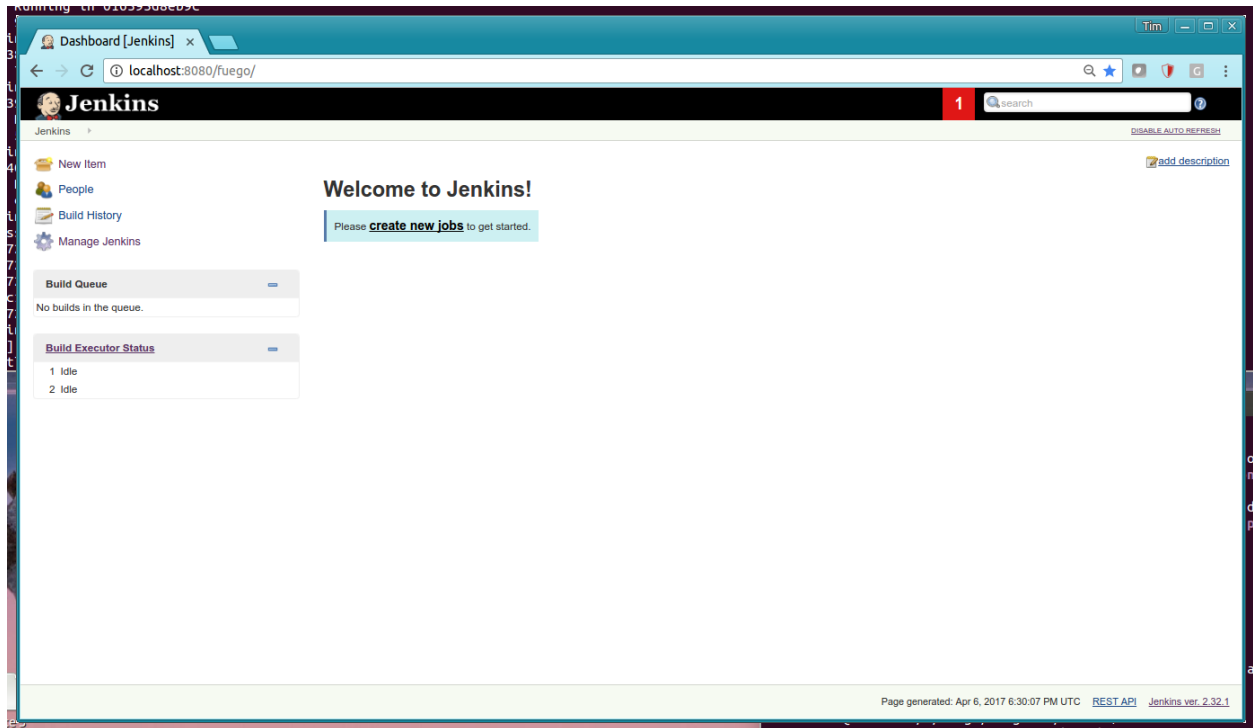 Running in 010395d8eb9c
Tim
Dashboard [Jenkins]
localhost:8080/fuego/
G
Jenkins
1
search
Jenkins
DISABLE AUTO REFRESH
New Item
add description
People
Build History
Manage Jenkins
Welcome to Jenkins!
Please create new jobs to get started.
Build Queue
No builds in the queue.
Build Executor Status
1 Idle
2 Idle
Page generated: Apr 6, 2017 6:30:07 PM UTC REST API Jenkins ver. 2.32.1